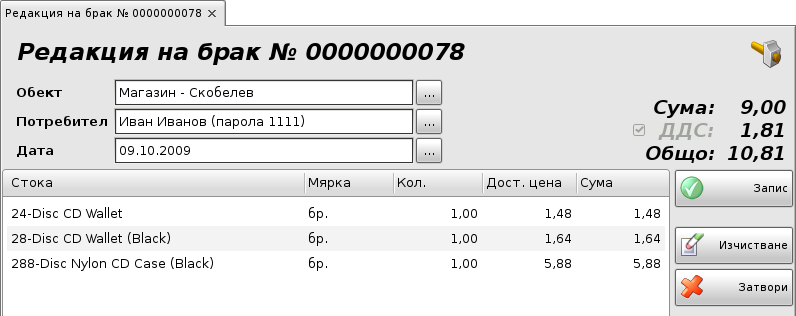 Редакция на брак № 0000000078
Редакция на брак № 0000000078
Обект Магазин - Скобелев ...
Потребител Иван Иванов (парола 1111) ...
Дата 09.10.2009 ...
Сума: 9,00
ДДС: 1,81
Общо: 10,81
Стока Мярка Кол. Дост. цена Сума
24-Disc CD Wallet бр. 1,00 1,48 1,48
28-Disc CD Wallet (Black) бр. 1,00 1,64 1,64
288-Disc Nylon CD Case (Black) бр. 1,00 5,88 5,88
Запис
Изчистване
Затвори